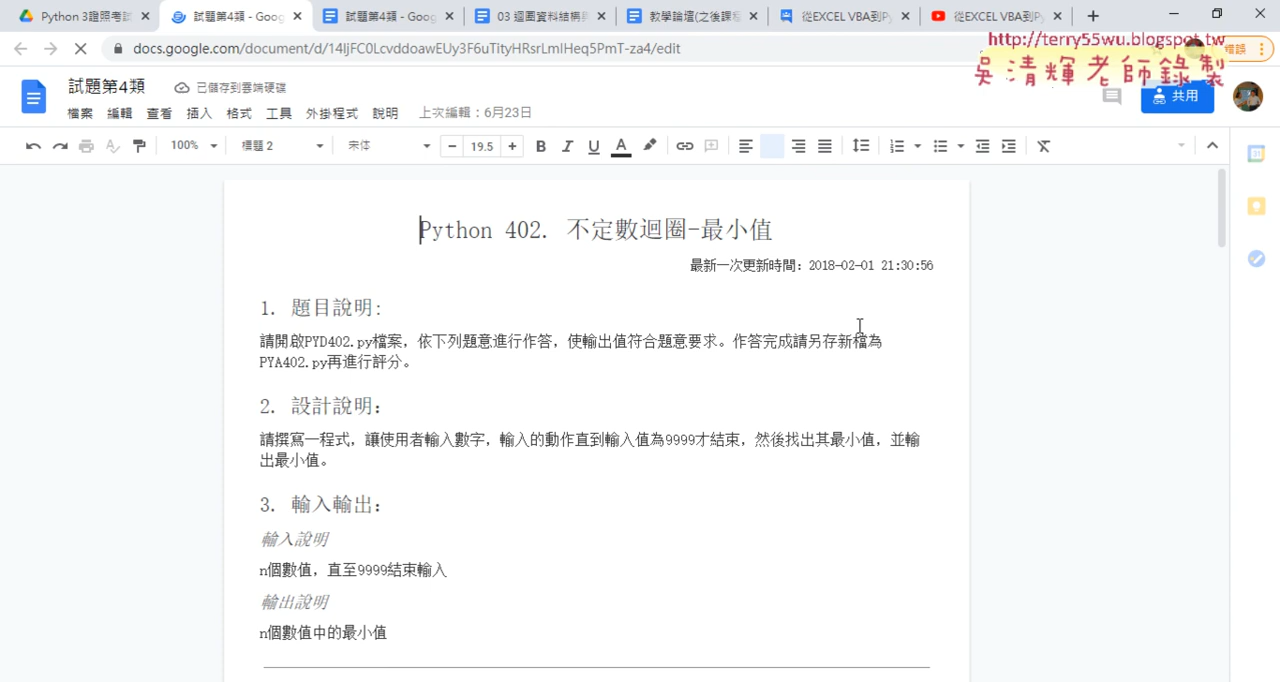 Python 3證照考試
試題第4類 - Goog
試題第4類 - Goog
03 迴圈資料結構與
教學論壇(之後課程
從EXCEL VBA到Py
從EXCEL VBA到Py
docs.google.com/document/d/14IjFC0LcvddoawEUy3F6uTityHRsrLmIHeq5PmT-za4/edit
錯誤
http://terry55wu.blogspot.tw
吳清輝老師錄製
試題第4類
已儲存到雲端硬碟
檔案 編輯 查看 插入 格式 工具 外掛程式 說明 上次編輯：6月23日
共用
100% 標題 2 宋体 19.5 B I U A
31
Python 402. 不定數迴圈-最小值
最新一次更新時間：2018-02-01 21:30:56
1. 題目說明:
請開啟PYD402.py檔案，依下列題意進行作答，使輸出值符合題意要求。作答完成請另存新檔為
PYA402.py再進行評分。
2. 設計說明：
請撰寫一程式，讓使用者輸入數字，輸入的動作直到輸入值為9999才結束，然後找出其最小值，並輸
出最小值。
3. 輸入輸出：
輸入說明
n個數值，直至9999結束輸入
輸出說明
n個數值中的最小值